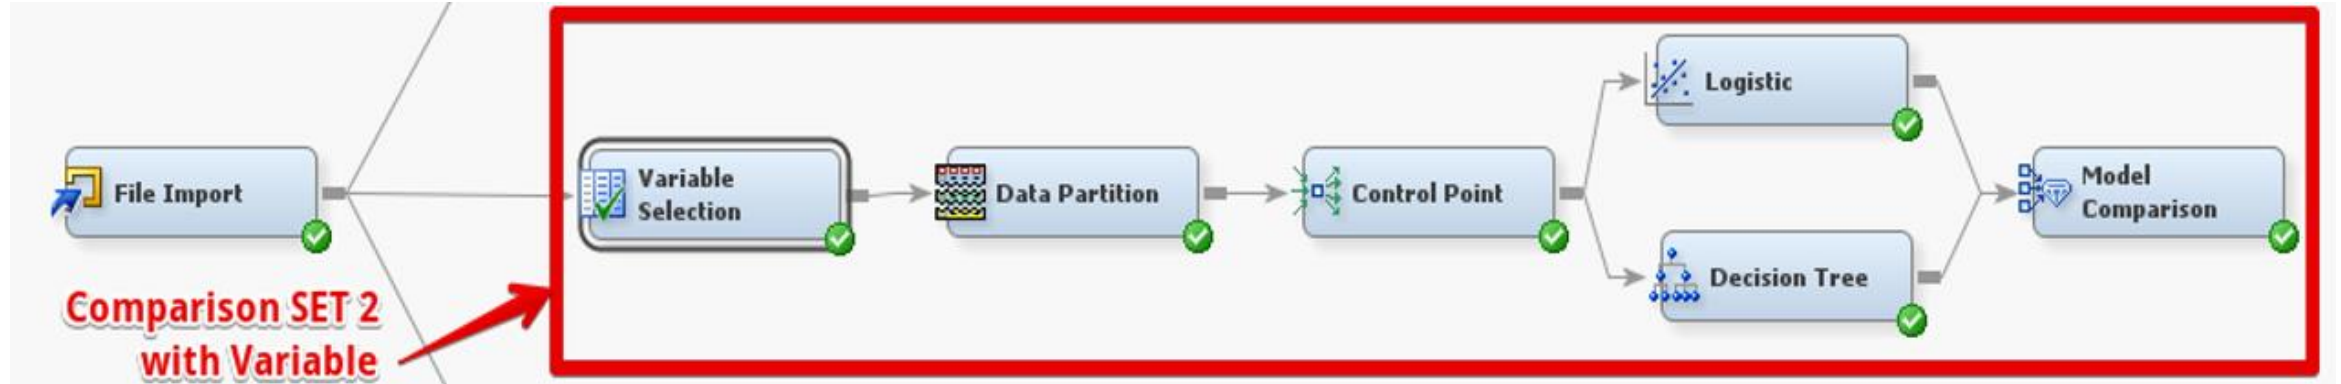 File Import
Variable
Selection
Data Partition
Control Point
Logistic
Decision Tree
Model
Comparison
Comparison SET 2
with Variable